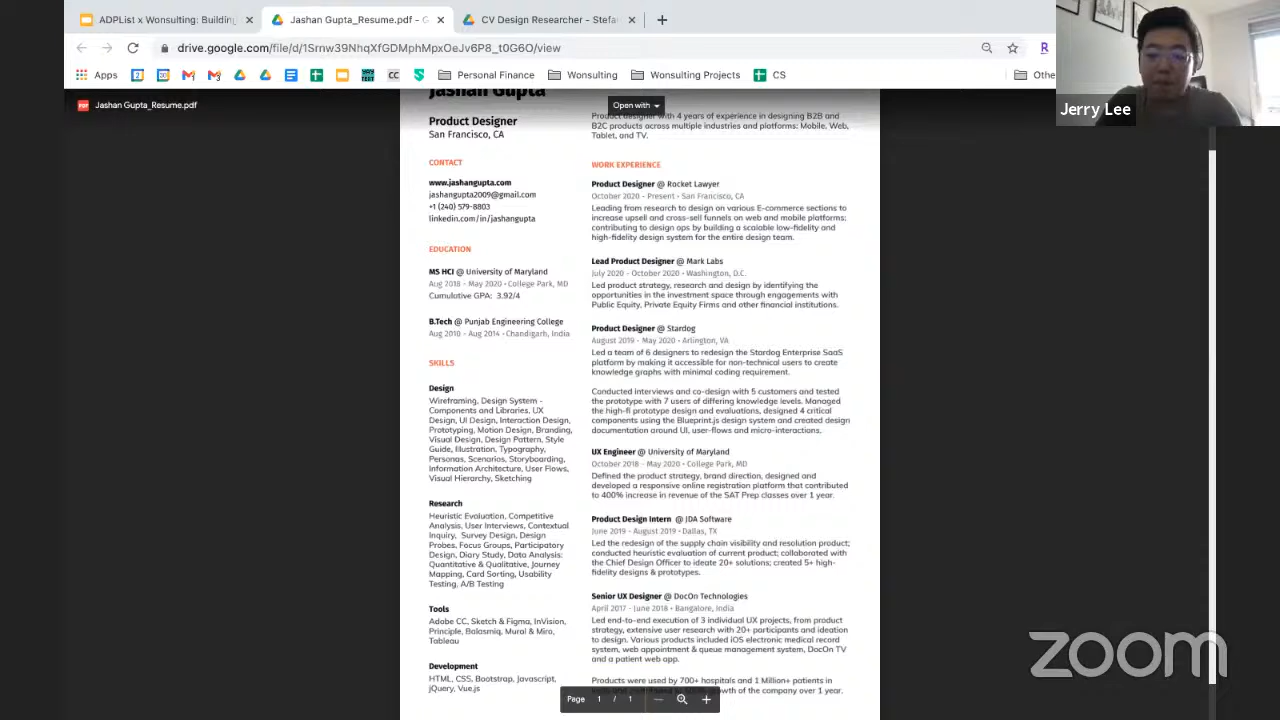 ADPList x Wonsulting: Building
Jashan_Gupta_Resume.pdf - G
CV Design Researcher - Stefa
drive.google.com/file/d/1Srnw39NhqXfGDMphMpxOeJv6P8_t0G6O/view
Apps
CC
Personal Finance
Wonsulting
Wonsulting Projects
CS
Othe
Jerry Lee
Jashan Gupta_Resume.pdf
Open with
Jashan Gupta
Product Designer
San Francisco, CA
CONTACT
www.jashangupta.com
jashangupta2009@gmail.com
+1 (240) 579-8803
linkedin.com/in/jashangupta
EDUCATION
MS HCI @ University of Maryland
Aug 2018 - May 2020 • College Park, MD
Cumulative GPA: 3.92/4
B.Tech @ Punjab Engineering College
Aug 2010 - Aug 2014 • Chandigarh, India
SKILLS
Design
Wireframing, Design System -
Components and Libraries, UX
Design, UI Design, Interaction Design,
Prototyping, Motion Design, Branding,
Visual Design, Design Pattern, Style
Guide, Illustration, Typography,
Personas, Scenarios, Storyboarding,
Information Architecture, User Flows,
Visual Hierarchy, Sketching
Research
Heuristic Evaluation, Competitive
Analysis, User Interviews, Contextual
Inquiry, Survey Design, Design
Probes, Focus Groups, Participatory
Design, Diary Study, Data Analysis:
Quantitative & Qualitative, Journey
Mapping, Card Sorting, Usability
Testing, A/B Testing
Tools
Adobe CC, Sketch & Figma, InVision,
Principle, Balasmiq, Mural & Miro,
Tableau
Development
HTML, CSS, Bootstrap, Javascript,
jQuery, Vue.js
Product designer with 4 years of experience in designing B2B and
B2C products across multiple industries and platforms: Mobile, Web,
Tablet, and TV.
WORK EXPERIENCE
Product Designer @ Rocket Lawyer
October 2020 - Present • San Francisco, CA
Leading from research to design on various E-commerce sections to
increase upsell and cross-sell funnels on web and mobile platforms;
contributing to design ops by building a scalable low-fidelity and
high-fidelity design system for the entire design team.
Lead Product Designer @ Mark Labs
July 2020 - October 2020 • Washington, D.C.
Led product strategy, research and design by identifying the
opportunities in the investment space through engagements with
Public Equity, Private Equity Firms and other financial institutions.
Product Designer @ Stardog
August 2019 - May 2020 • Arlington, VA
Led a team of 6 designers to redesign the Stardog Enterprise SaaS
platform by making it accessible for non-technical users to create
knowledge graphs with minimal coding requirement.
Conducted interviews and co-design with 5 customers and tested
the prototype with 7 users of differing knowledge levels. Managed
the high-fi prototype design and evaluations, designed 4 critical
components using the Blueprint.js design system and created design
documentation around UI, user-flows and micro-interactions.
UX Engineer @ University of Maryland
October 2018 - May 2020 • College Park, MD
Defined the product strategy, brand direction, designed and
developed a responsive online registration platform that contributed
to 400% increase in revenue of the SAT Prep classes over 1 year.
Product Design Intern @ JDA Software
June 2019 - August 2019 • Dallas, TX
Led the redesign of the supply chain visibility and resolution product;
conducted heuristic evaluation of current product; collaborated with
the Chief Design Officer to ideate 20+ solutions; created 5+ high-
fidelity designs & prototypes.
Senior UX Designer @ DocOn Technologies
April 2017 - June 2018 • Bangalore, India
Led end-to-end execution of 3 individual UX projects, from product
strategy, extensive user research with 20+ participants and ideation
to design. Various products included iOS electronic medical record
system, web appointment & queue management system, DocOn TV
and a patient web app.
Products were used by 700+ hospitals and 1 Million+ patients in
growth of the company over 1 year.
Page 1 / 1
zoom